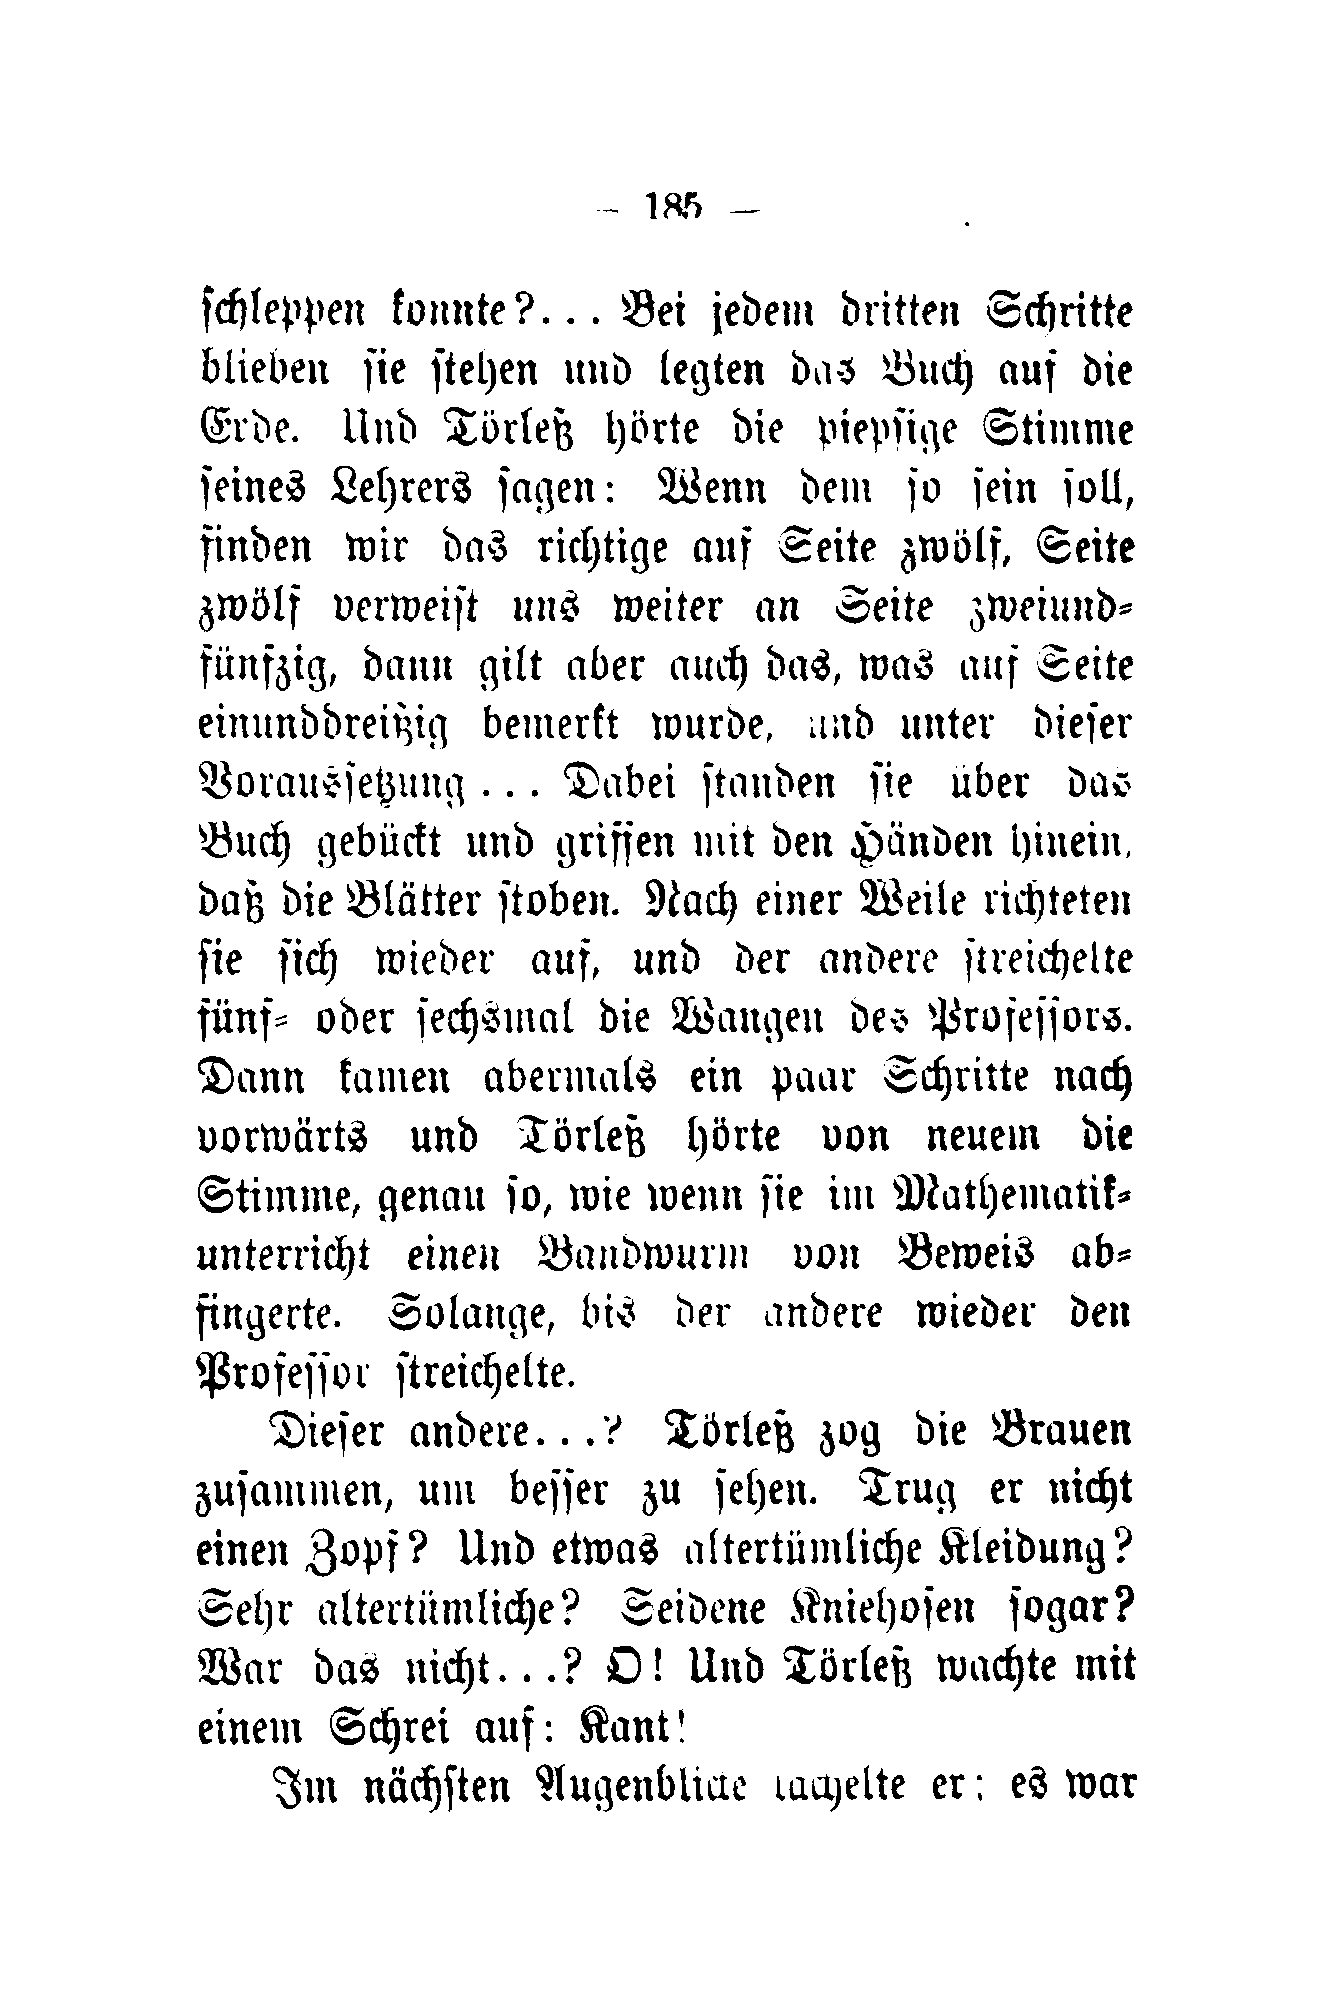 — 185 —
ſchleppen konnte?... Bei jedem dritten Schritte
blieben ſie ſtehen und legten das Buch auf die
Erde. Und Törleß hörte die piepſige Stimme
ſeines Lehrers ſagen: Wenn dem ſo ſein ſoll,
finden wir das richtige auf Seite zwölf, Seite
zwölf verweiſt uns weiter an Seite zweiund-
fünfzig, dann gilt aber auch das, was auf Seite
einunddreißig bemerkt wurde, und unter dieſer
Vorausſetzung... Dabei ſtanden ſie über das
Buch gebückt und griffen mit den Händen hinein,
daß die Blätter ſtoben. Nach einer Weile richteten
ſie ſich wieder auf, und der andere ſtreichelte
fünf- oder ſechsmal die Wangen des Profeſſors.
Dann kamen abermals ein paar Schritte nach
vorwärts und Törleß hörte von neuem die
Stimme, genau ſo, wie wenn ſie im Mathematik-
unterricht einen Bandwurm von Beweis ab-
fingerte. Solange, bis der andere wieder den
Profeſſor ſtreichelte.
Dieſer andere...? Törleß zog die Brauen
zuſammen, um beſſer zu ſehen. Trug er nicht
einen Zopf? Und etwas altertümliche Kleidung?
Sehr altertümliche? Seidene Kniehoſen ſogar?
War das nicht...? O! Und Törleß wachte mit
einem Schrei auf: Kant!
Im nächſten Augenblicke lächelte er; es war